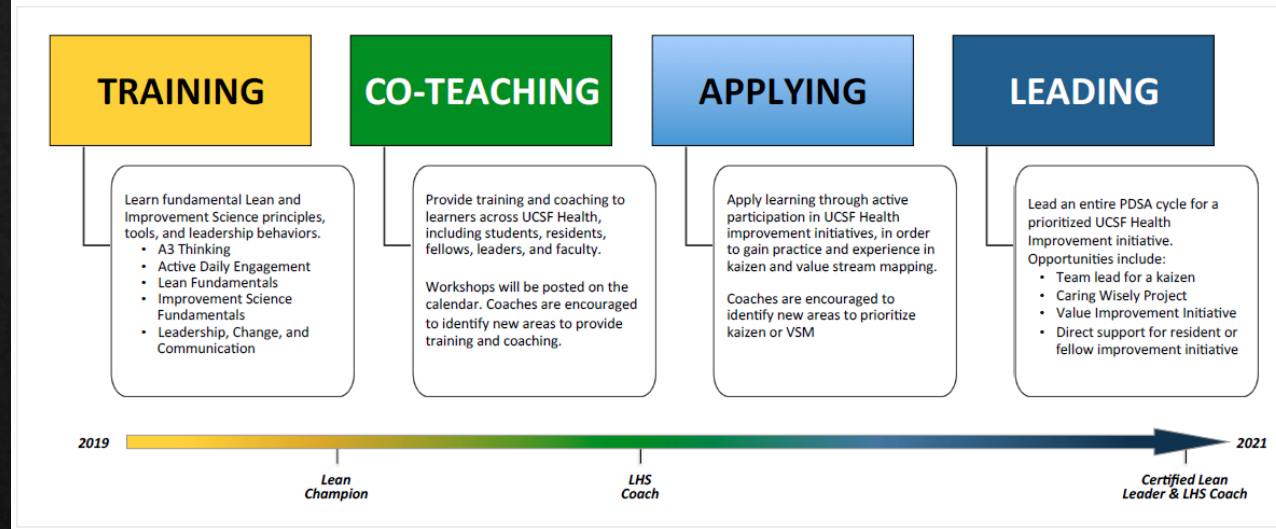 TRAINING
CO-TEACHING
APPLYING
LEADING
Learn fundamental Lean and
Improvement Science principles,
tools, and leadership behaviors.
• A3 Thinking
• Active Daily Engagement
• Lean Fundamentals
• Improvement Science
Fundamentals
• Leadership, Change, and
Communication
Provide training and coaching to
learners across UCSF Health,
including students, residents,
fellows, leaders, and faculty.
Workshops will be posted on the
calendar. Coaches are encouraged
to identify new areas to provide
training and coaching.
Apply learning through active
participation in UCSF Health
improvement initiatives, in order
to gain practice and experience in
kaizen and value stream mapping.
Coaches are encouraged to
identify new areas to prioritize
kaizen or VSM
Lead an entire PDSA cycle for a
prioritized UCSF Health
Improvement initiative.
Opportunities include:
• Team lead for a kaizen
• Caring Wisely Project
• Value Improvement Initiative
• Direct support for resident or
fellow improvement initiative
2019
2021
Lean
Champion
LHS
Coach
Certified Lean
Leader & LHS Coach